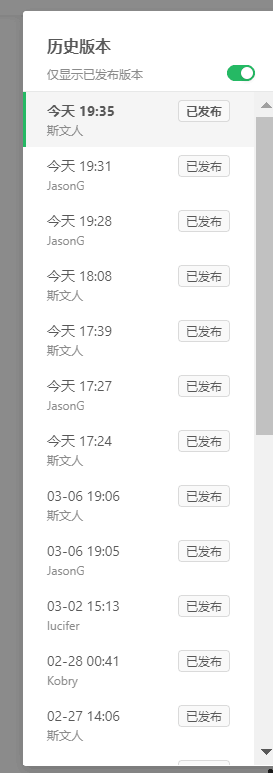 历史版本
仅显示已发布版本
今天 19:35 已发布
斯文人
今天 19:31 已发布
JasonG
今天 19:28 已发布
JasonG
今天 18:08 已发布
斯文人
今天 17:39 已发布
斯文人
今天 17:27 已发布
JasonG
今天 17:24 已发布
斯文人
03-06 19:06 已发布
斯文人
03-06 19:05 已发布
JasonG
03-02 15:13 已发布
lucifer
02-28 00:41 已发布
Kobry
02-27 14:06 已发布
斯文人